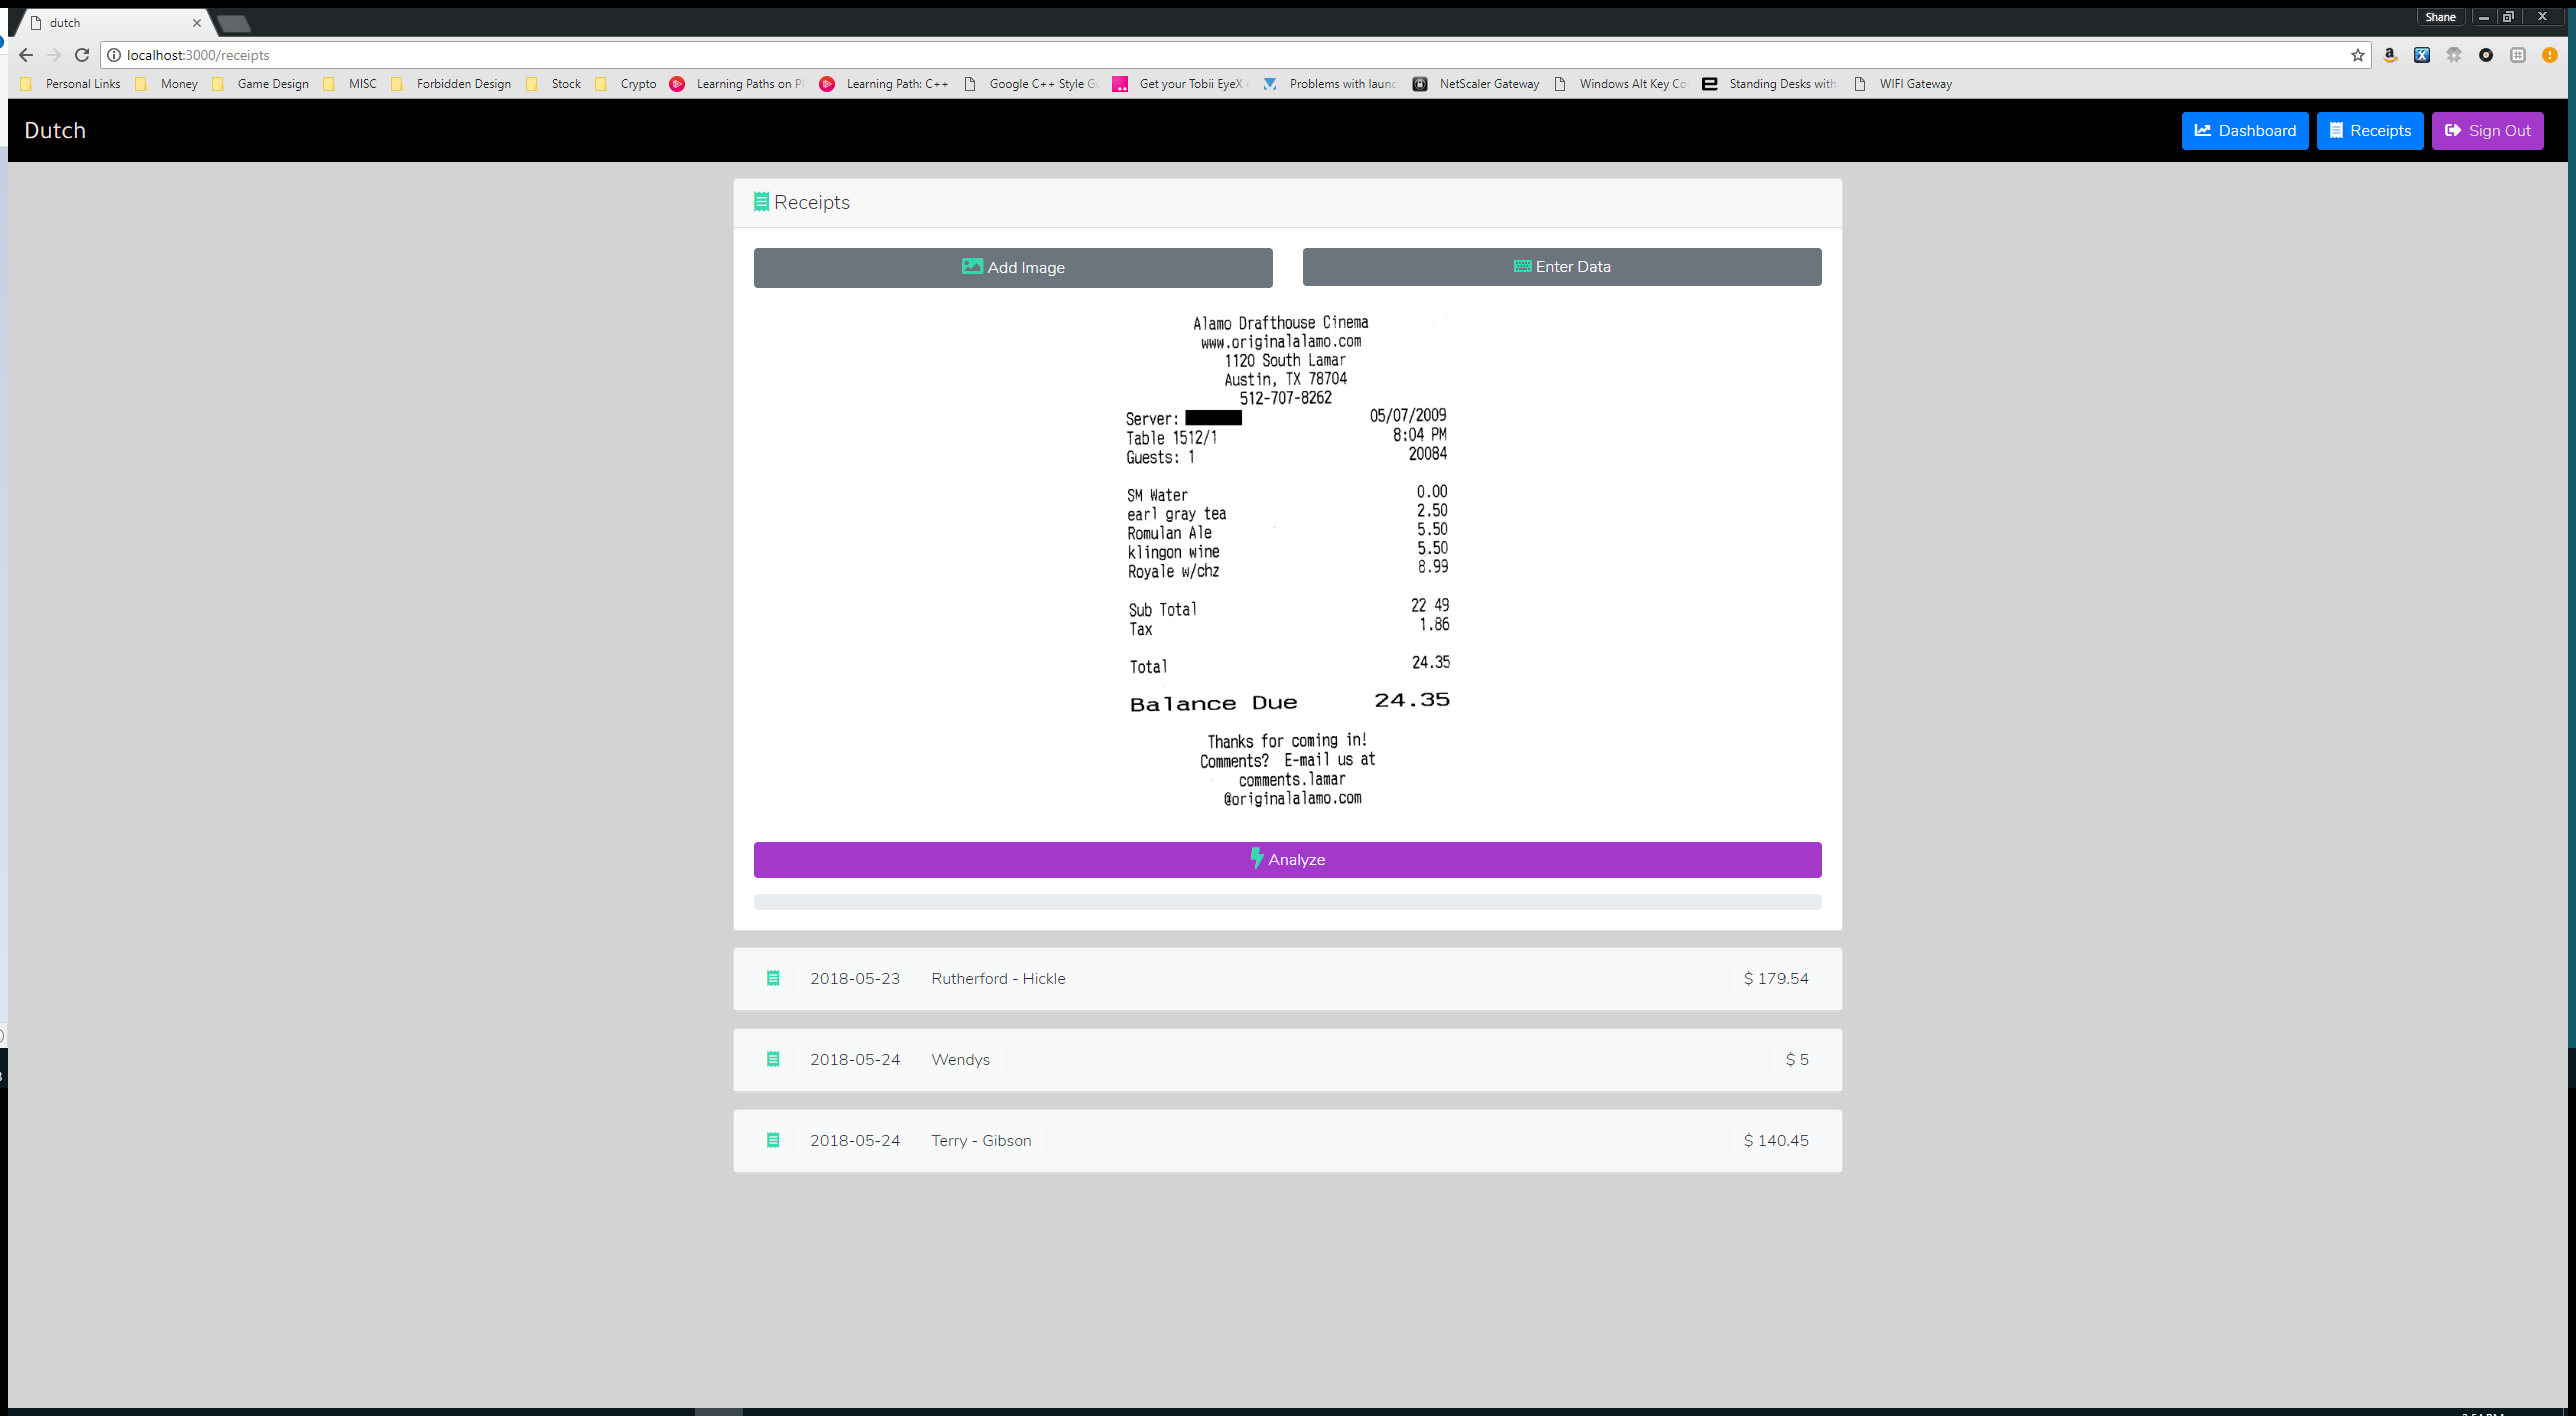 dutch
Shane
localhost:3000/receipts
Personal Links Money Game Design MISC Forbidden Design Stock Crypto Learning Paths on Pl Learning Path: C++ Google C++ Style G Get your Tobii EyeX Problems with launc NetScaler Gateway Windows Alt Key Co Standing Desks with WIFI Gateway
Dutch Dashboard Receipts Sign Out
Receipts
Add Image Enter Data
Alamo Drafthouse Cinema
www.originalalamo.com
1120 South Lamar
Austin, TX 78704
512-707-8262
Server: 05/07/2009
Table 1512/1 8:04 PM
Guests: 1 20084
SM Water 0.00
earl gray tea 2.50
Romulan Ale 5.50
klingon wine 5.50
Royale w/chz 8.99
Sub Total 22 49
Tax 1.86
Total 24.35
Balance Due 24.35
Thanks for coming in!
Comments? E-mail us at
comments.lamar
@originalalamo.com
Analyze
2018-05-23 Rutherford - Hickle $ 179.54
2018-05-24 Wendys $ 5
2018-05-24 Terry - Gibson $ 140.45